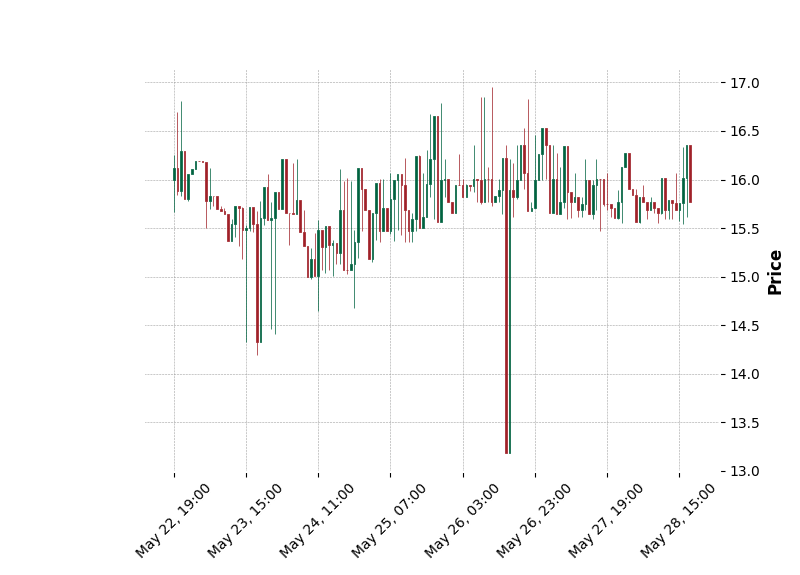 17.0
16.5
16.0
15.5
15.0
14.5
14.0
13.5
13.0
Price
May 22, 19:00
May 23, 15:00
May 24, 11:00
May 25, 07:00
May 26, 03:00
May 26, 23:00
May 27, 19:00
May 28, 15:00